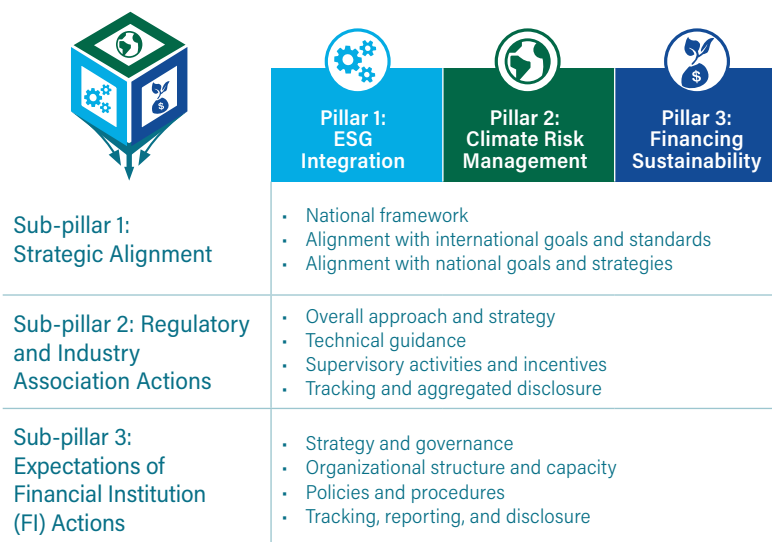 $
$
Pillar 1:
ESG
Integration
Pillar 2:
Climate Risk
Management
Pillar 3:
Financing
Sustainability
Sub-pillar 1:
Strategic Alignment
• National framework
• Alignment with international goals and standards
• Alignment with national goals and strategies
Sub-pillar 2: Regulatory
and Industry
Association Actions
• Overall approach and strategy
• Technical guidance
• Supervisory activities and incentives
• Tracking and aggregated disclosure
Sub-pillar 3:
Expectations of
Financial Institution
(FI) Actions
• Strategy and governance
• Organizational structure and capacity
• Policies and procedures
• Tracking, reporting, and disclosure